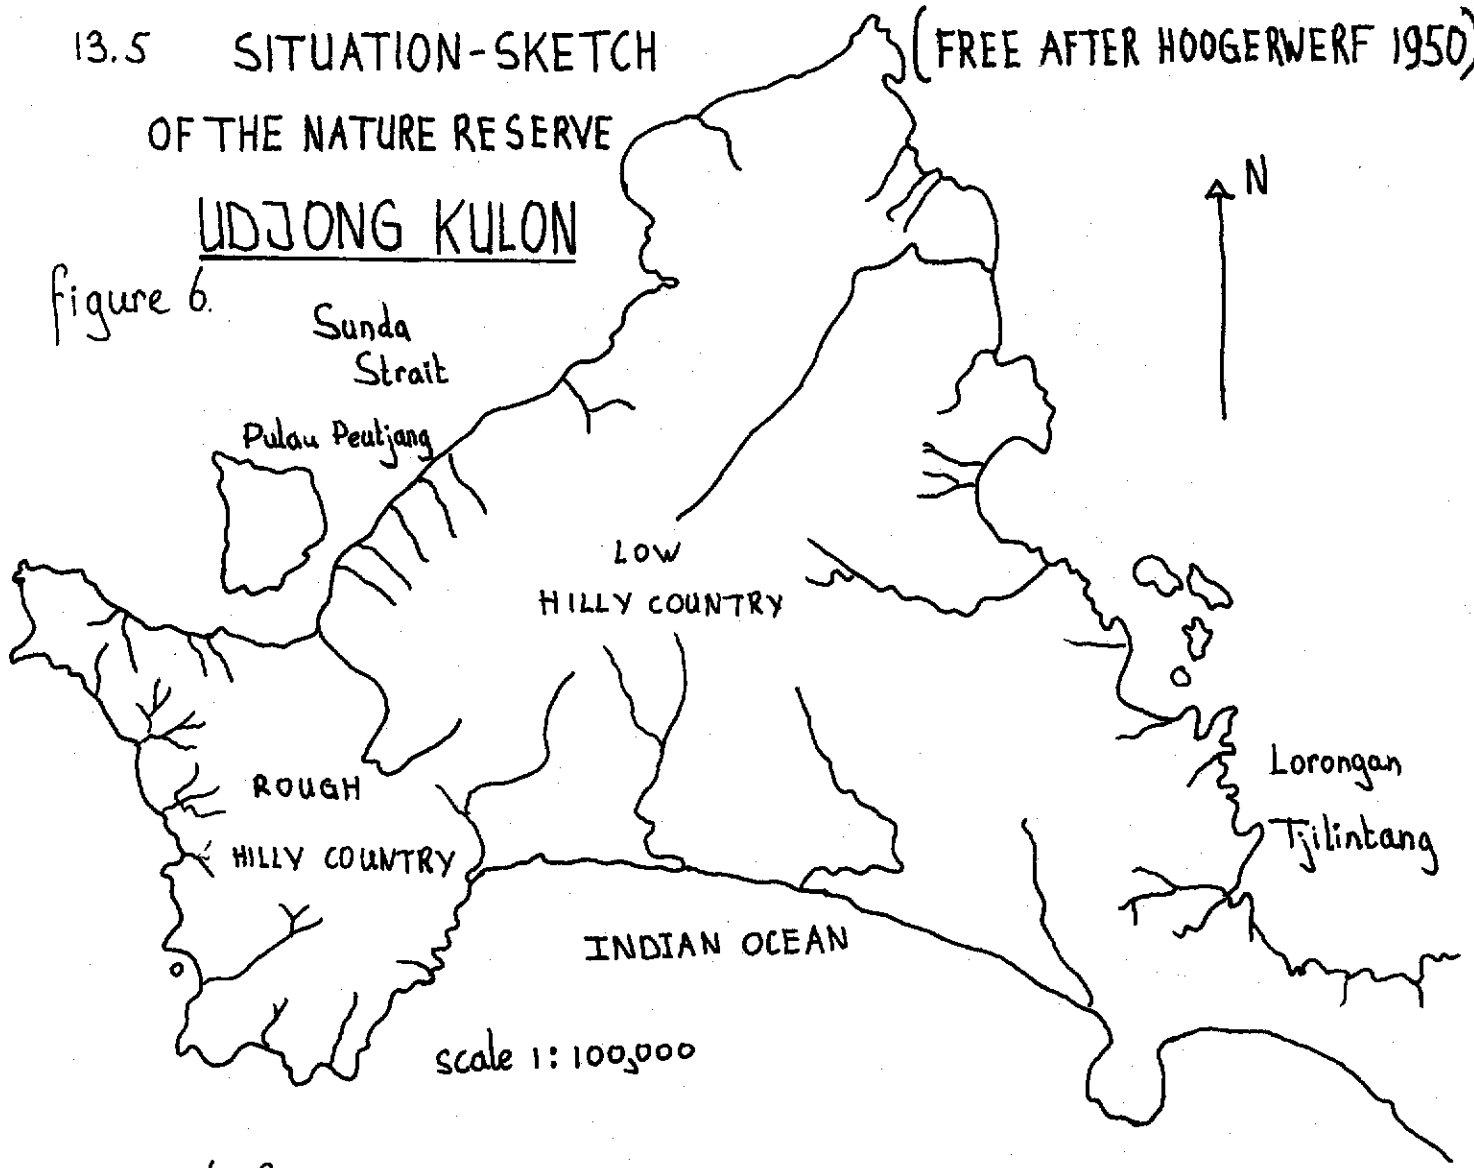 13.5 SITUATION-SKETCH (FREE AFTER HOOGERWERF 1950)
OF THE NATURE RESERVE
UDJONG KULON
figure 6.
N
Sunda
Strait
Pulau Peutjang
LOW
HILLY COUNTRY
ROUGH
HILLY COUNTRY
Lorongan
Tjilintang
INDIAN OCEAN
scale 1:100,000